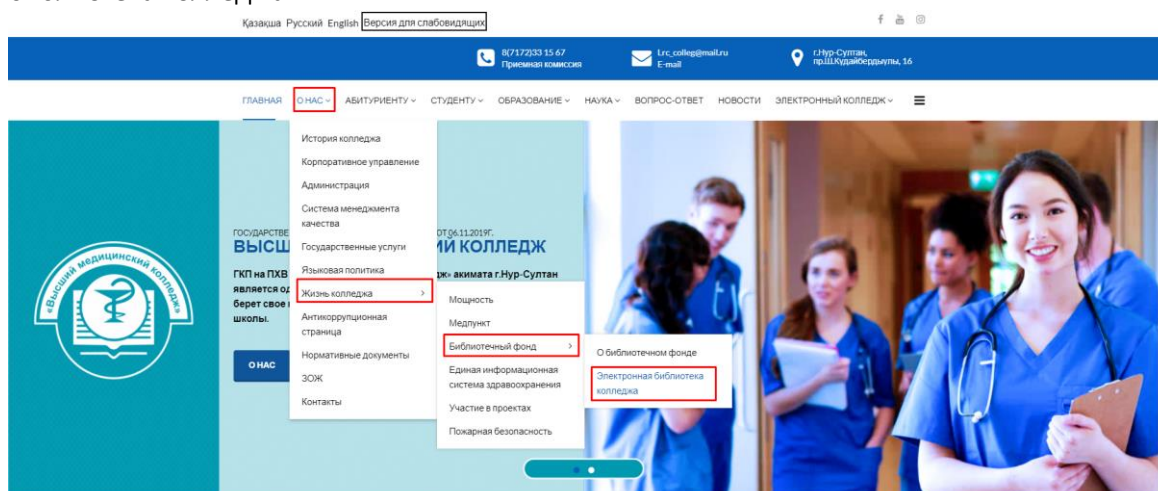 Қазақша Русский English Версия для слабовидящих
8(7172)33 15 67
Приемная комиссия
Lrc_colleg@mail.ru
E-mail
г.Нур-Султан,
пр.Ш.Кудайбердыулы, 16
ГЛАВНАЯ О НАС АБИТУРИЕНТУ СТУДЕНТУ ОБРАЗОВАНИЕ НАУКА ВОПРОС-ОТВЕТ НОВОСТИ ЭЛЕКТРОННЫЙ КОЛЛЕДЖ
История колледжа
Корпоративное управление
Администрация
Система менеджмента
качества
Государственные услуги
Языковая политика
Жизнь колледжа
Антикоррупционная
страница
Нормативные документы
ЗОЖ
Контакты
Мощность
Медпункт
Библиотечный фонд
Единая информационная
система здравоохранения
Участие в проектах
Пожарная безопасность
О библиотечном фонде
Электронная библиотека
колледжа
«ВЫСШИЙ МЕДИЦИНСКИЙ КОЛЛЕДЖ»
ГОСУДАРСТВЕ ОТ 06.11.2019Г.
ВЫСШ ИЙ КОЛЛЕДЖ
ГКП на ПХВ дж» акимата г.Нур-Султан
является од
берет свое
школы.
О НАС